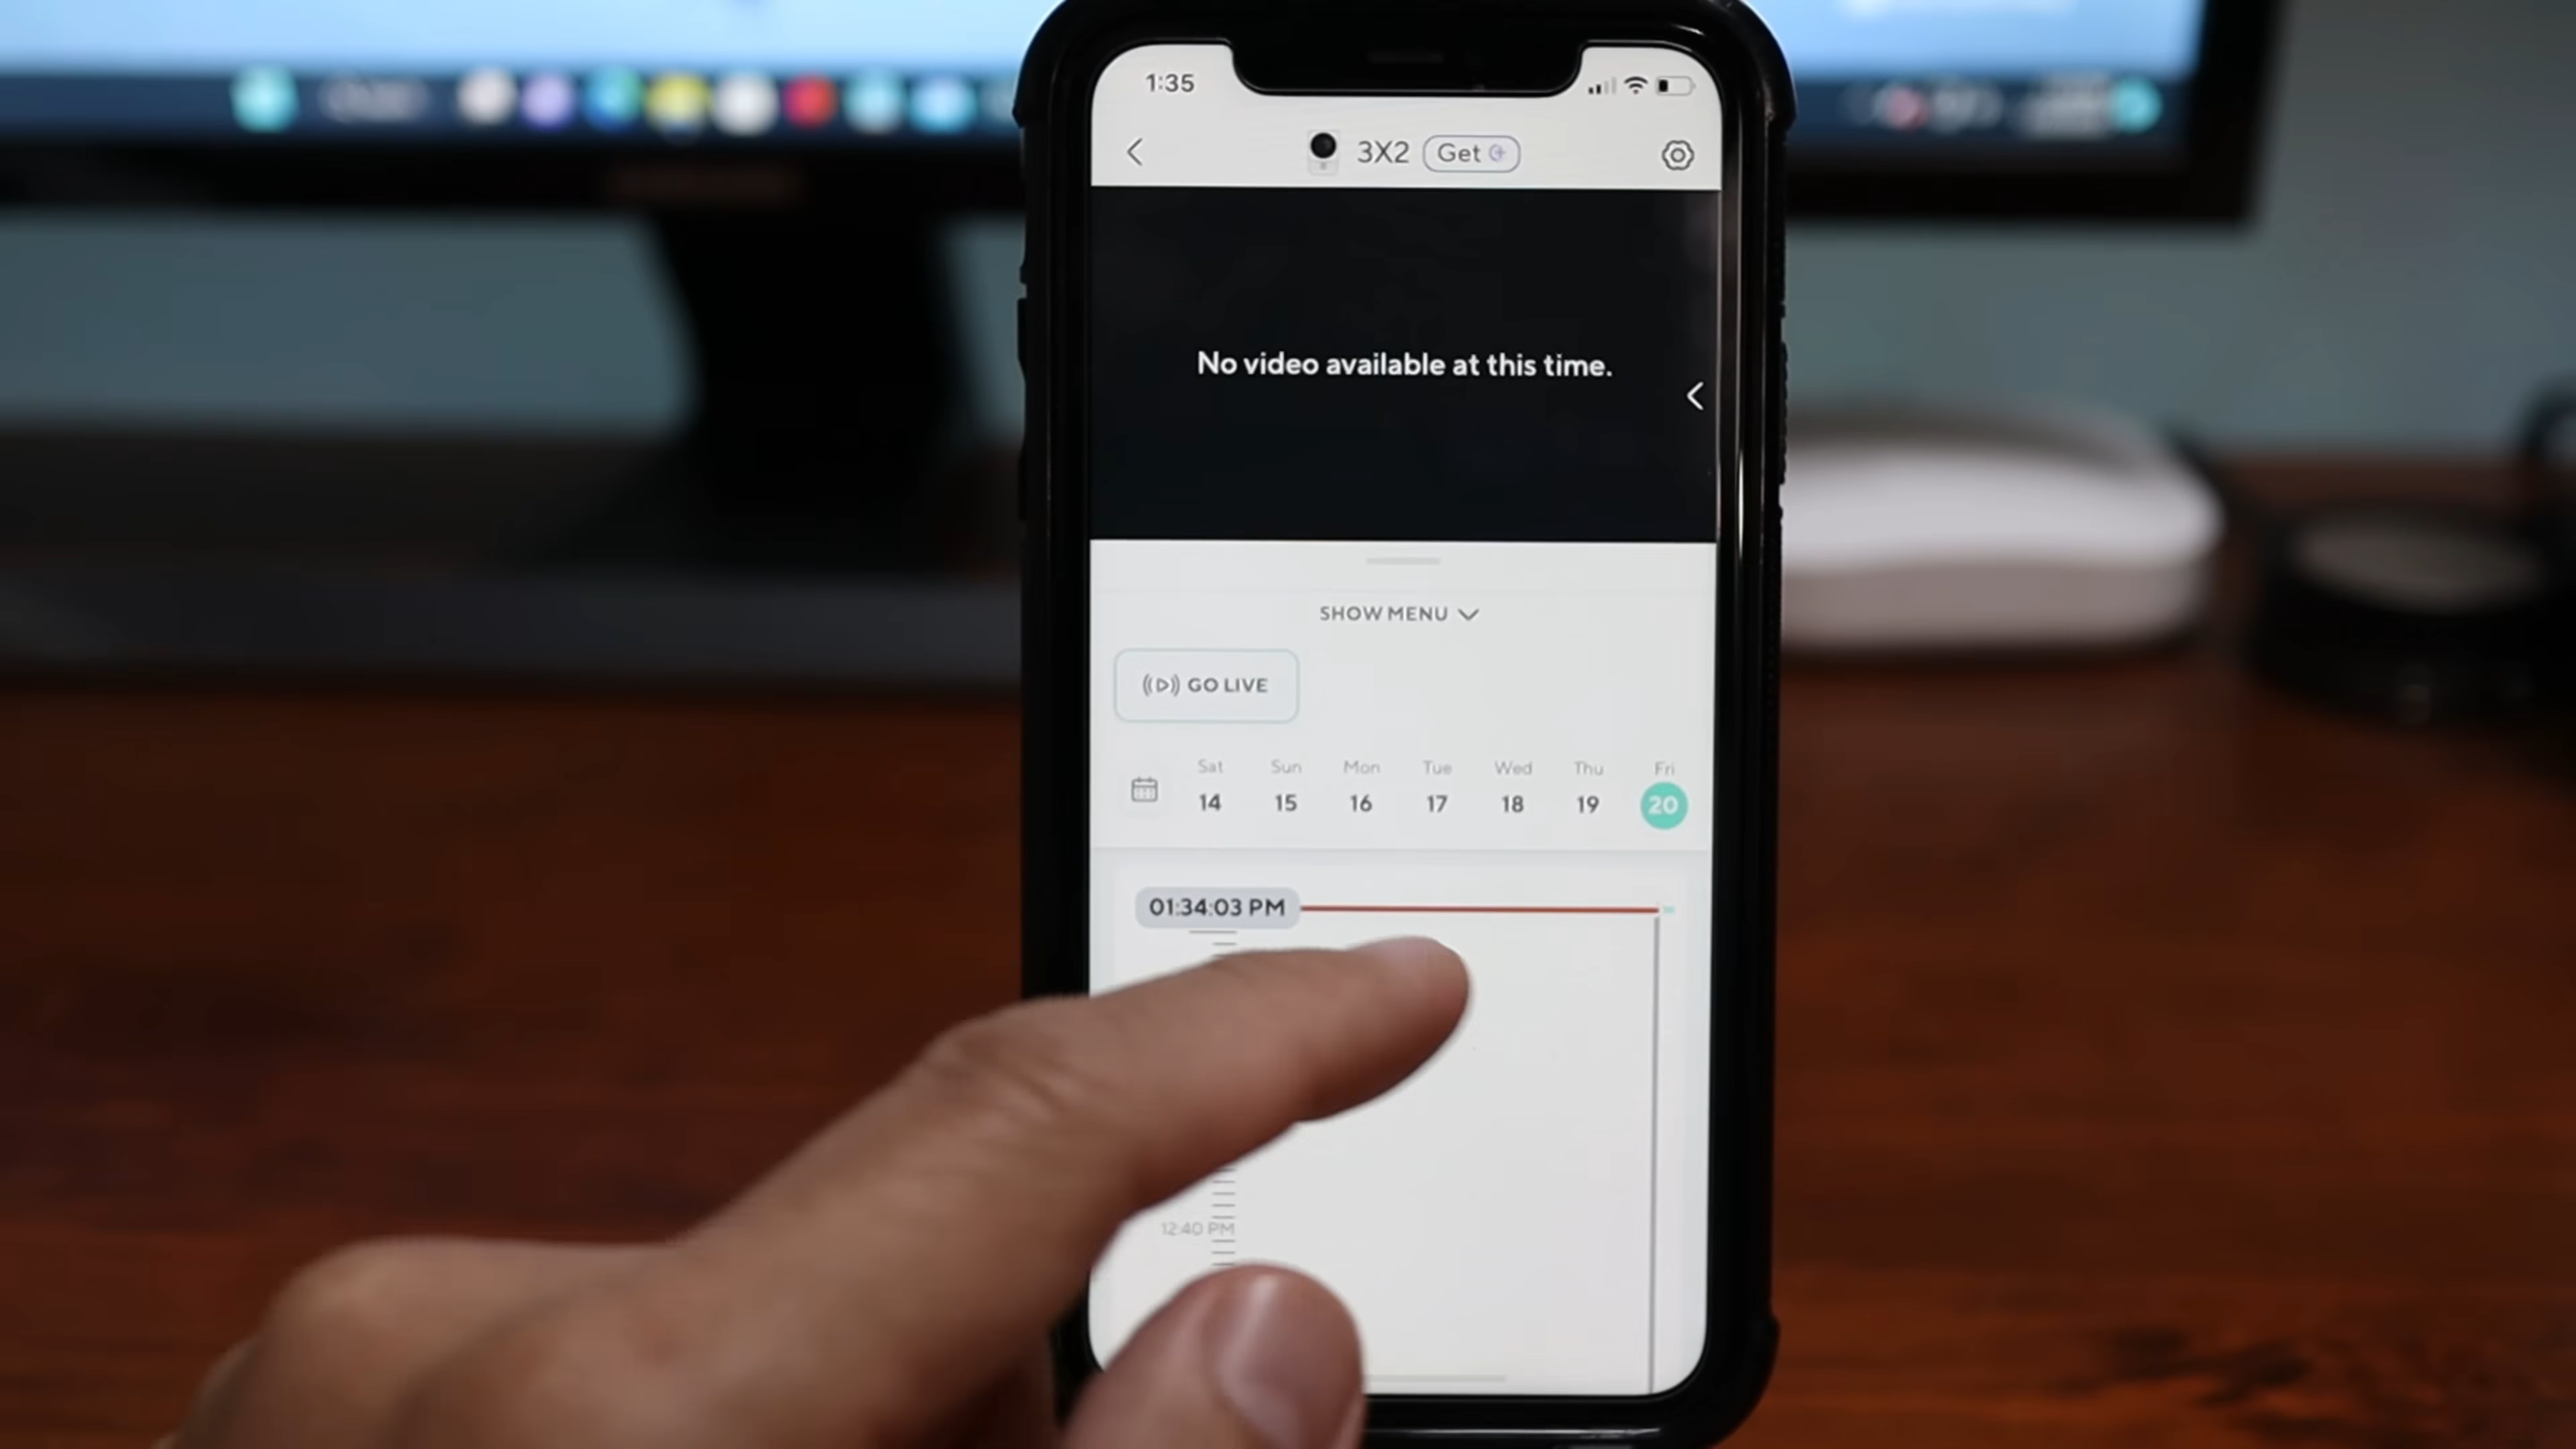 1:35
3X2 Get
No video available at this time.
SHOW MENU
GO LIVE
Sat Sun Mon Tue Wed Thu Fri
14 15 16 17 18 19 20
01:34:03 PM
12:40 PM